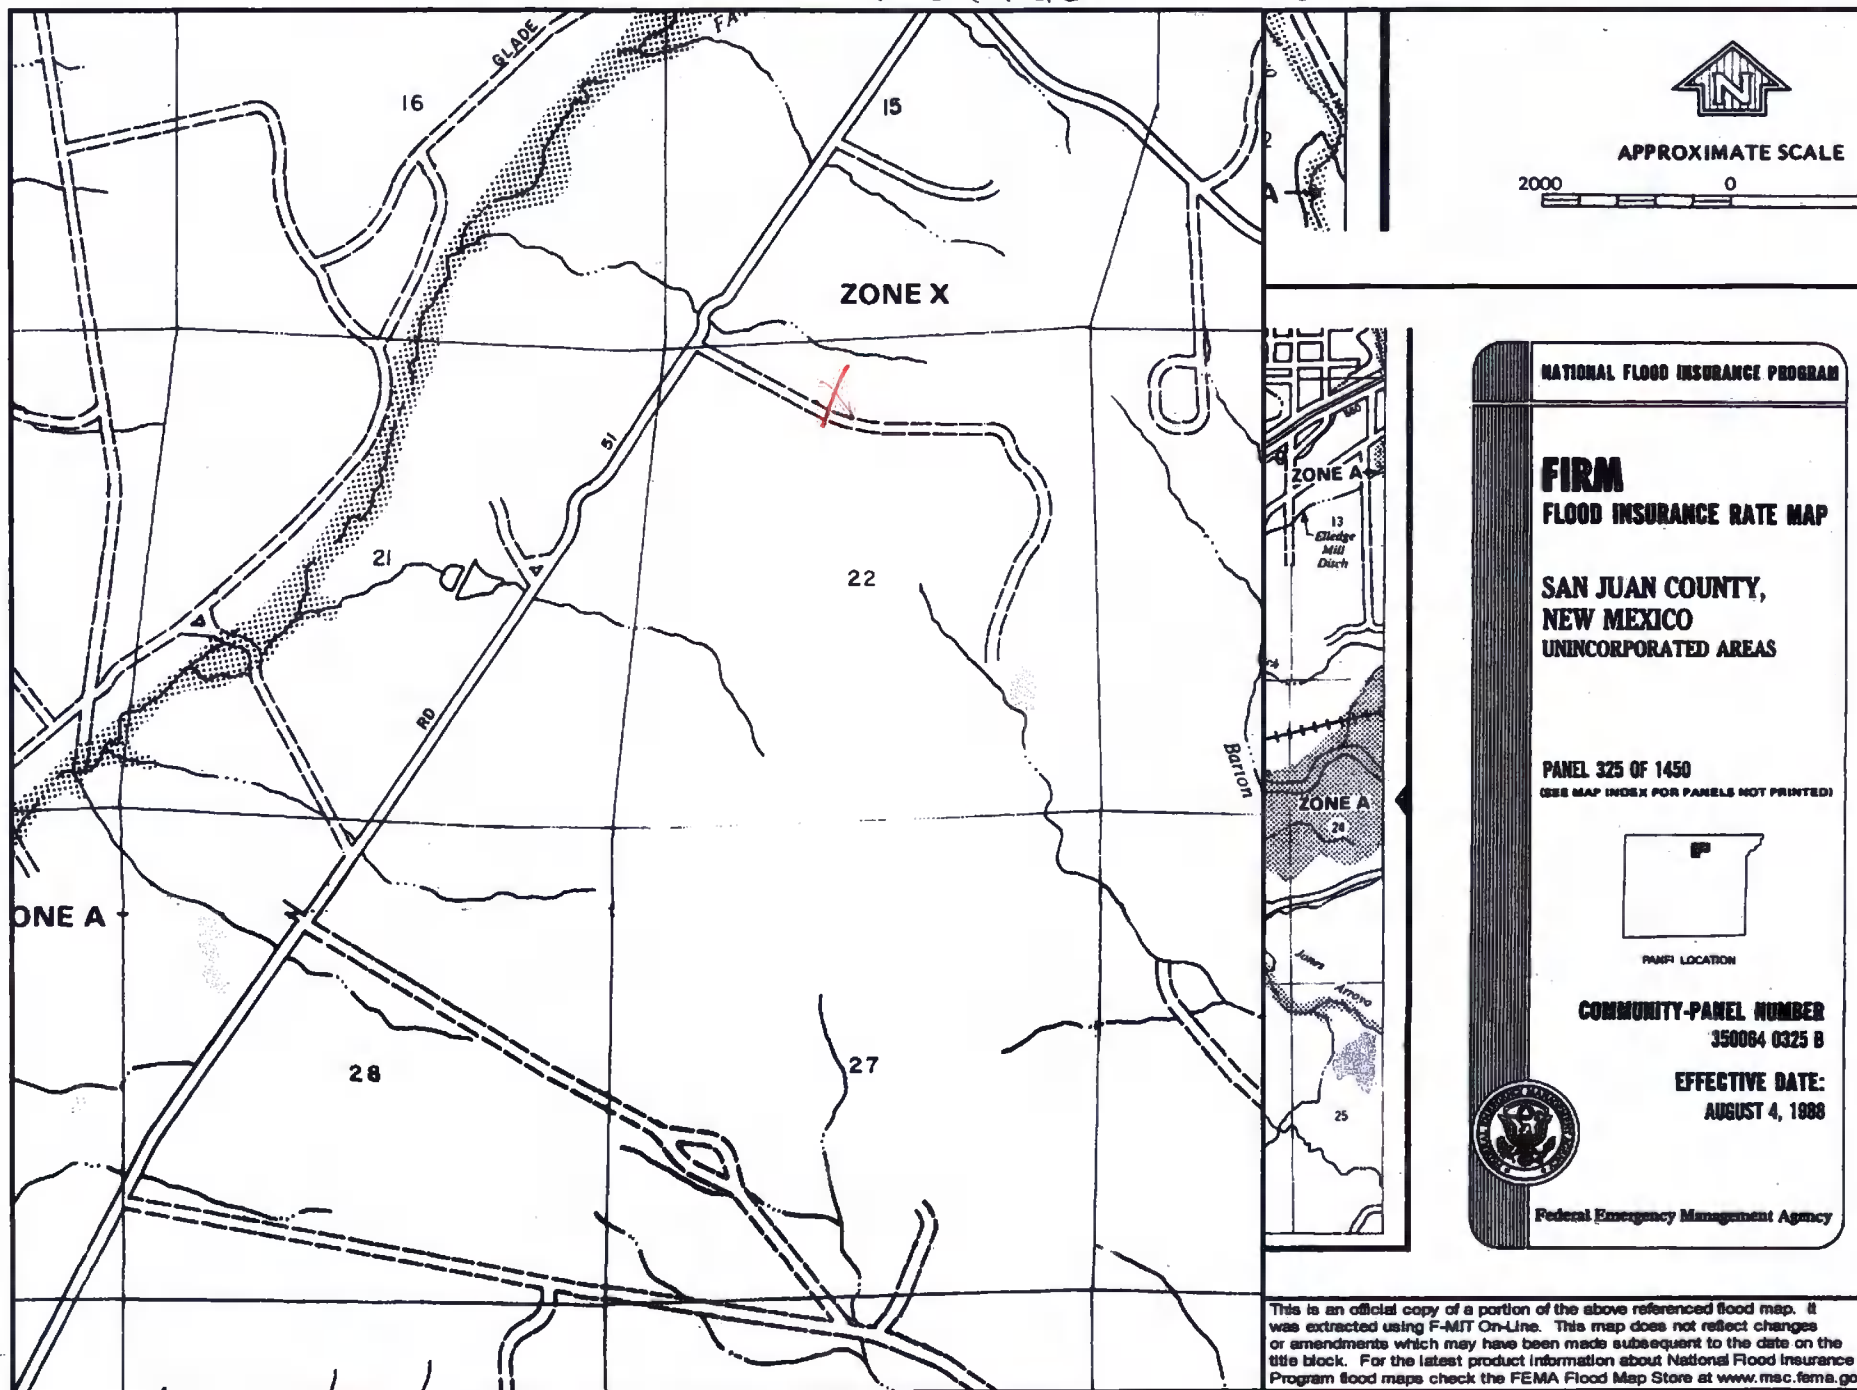 GLADE
FA
16
15
ZONE X
51
21
22
RD
Barton
ONE A
28
27
A
ZONE A
13
Elledge
Mill
Disch
ZONE A
24
Jones
Arroyo
25
N
APPROXIMATE SCALE
2000 0
NATIONAL FLOOD INSURANCE PROGRAM
FIRM
FLOOD INSURANCE RATE MAP
SAN JUAN COUNTY,
NEW MEXICO
UNINCORPORATED AREAS
PANEL 325 OF 1450
(SEE MAP INDEX FOR PANELS NOT PRINTED)
PANEL LOCATION
COMMUNITY-PANEL NUMBER
350064 0325 B
EFFECTIVE DATE:
AUGUST 4, 1988
Federal Emergency Management Agency
This is an official copy of a portion of the above referenced flood map. It
was extracted using F-MIT On-Line. This map does not reflect changes
or amendments which may have been made subsequent to the date on the
title block. For the latest product information about National Flood Insurance
Program flood maps check the FEMA Flood Map Store at www.msc.fema.go